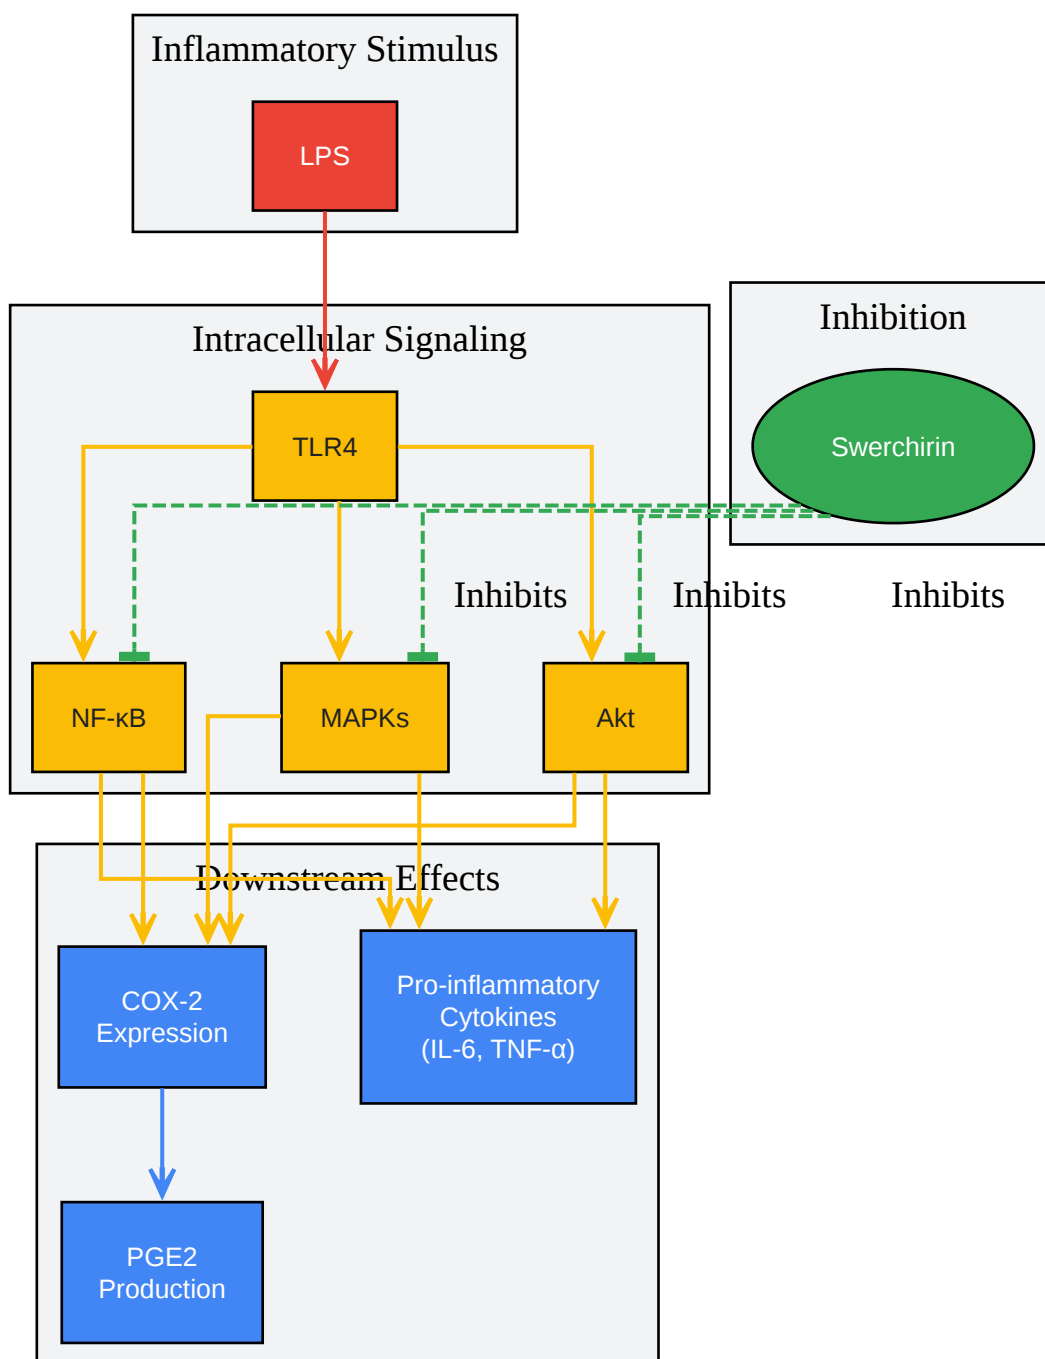 Inflammatory Stimulus
LPS
Intracellular Signaling
Inhibition
TLR4
Swerchirin
Inhibits
Inhibits
Inhibits
NF-κB
MAPKs
Akt
Downstream Effects
COX-2
Expression
Pro-inflammatory
Cytokines
(IL-6, TNF-α)
PGE2
Production